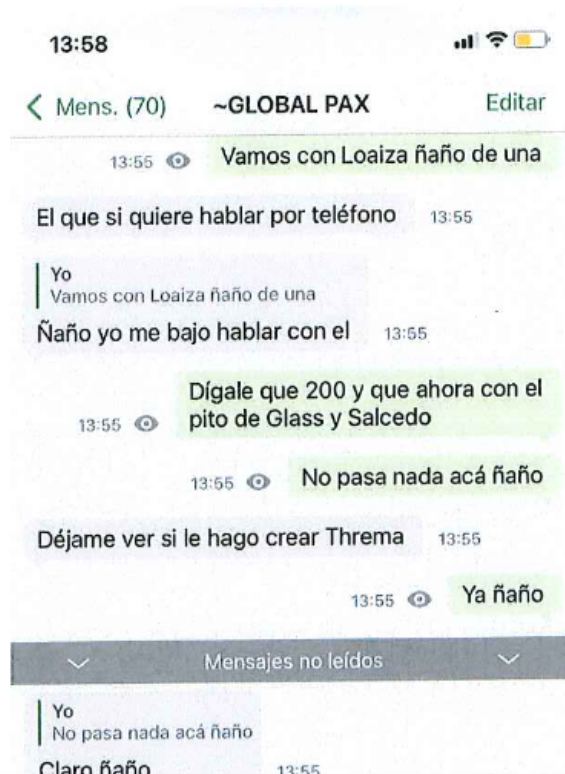 13:58
Mens. (70) ~GLOBAL PAX Editar
13:55 Vamos con Loaiza ñaño de una
El que si quiere hablar por teléfono 13:55
Yo
Vamos con Loaiza ñaño de una
Ñaño yo me bajo hablar con el 13:55
Dígale que 200 y que ahora con el
13:55 pito de Glass y Salcedo
13:55 No pasa nada acá ñaño
Déjame ver si le hago crear Threma 13:55
13:55 Ya ñaño
Mensajes no leídos
Yo
No pasa nada acá ñaño
Claro ñaño 13:55